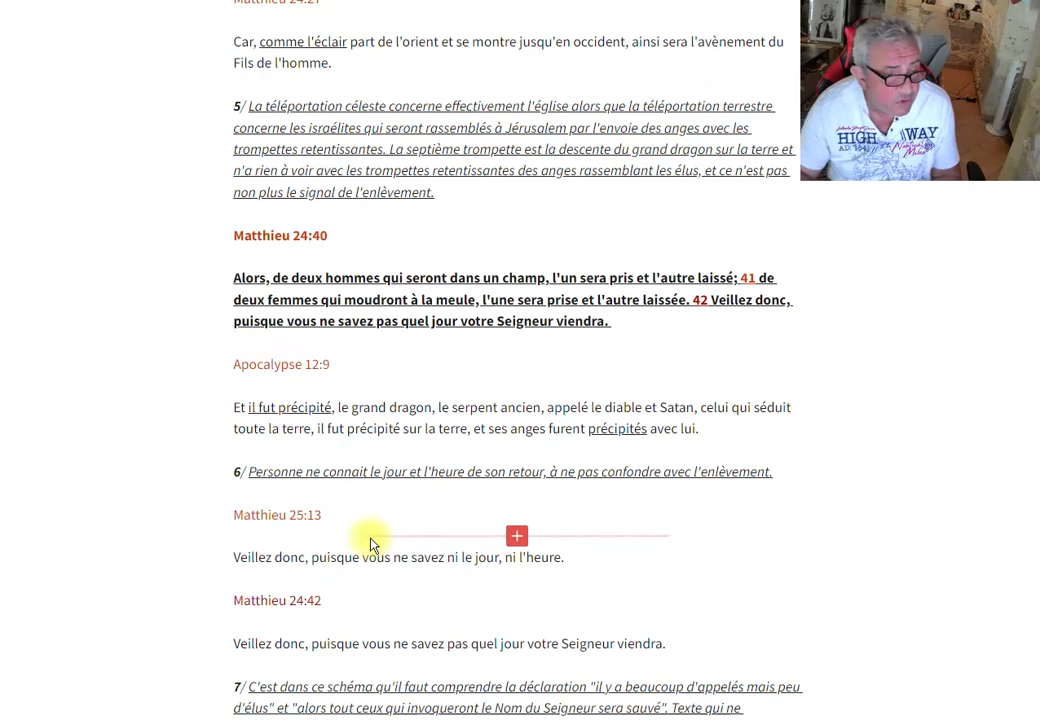 Matthieu 24:27
Car, comme l'éclair part de l'orient et se montre jusqu'en occident, ainsi sera l'avènement du
Fils de l'homme.
5/ La téléportation céleste concerne effectivement l'église alors que la téléportation terrestre
concerne les israélites qui seront rassemblés à Jérusalem par l'envoie des anges avec les
trompettes retentissantes. La septième trompette est la descente du grand dragon sur la terre et
n'a rien à voir avec les trompettes retentissantes des anges rassemblant les élus, et ce n'est pas
non plus le signal de l'enlèvement.
Matthieu 24:40
Alors, de deux hommes qui seront dans un champ, l'un sera pris et l'autre laissé; 41 de
deux femmes qui moudront à la meule, l'une sera prise et l'autre laissée. 42 Veillez donc,
puisque vous ne savez pas quel jour votre Seigneur viendra.
Apocalypse 12:9
Et il fut précipité, le grand dragon, le serpent ancien, appelé le diable et Satan, celui qui séduit
toute la terre, il fut précipité sur la terre, et ses anges furent précipités avec lui.
6/ Personne ne connait le jour et l'heure de son retour, à ne pas confondre avec l'enlèvement.
Matthieu 25:13
Veillez donc, puisque vous ne savez ni le jour, ni l'heure.
Matthieu 24:42
Veillez donc, puisque vous ne savez pas quel jour votre Seigneur viendra.
7/ C'est dans ce schéma qu'il faut comprendre la déclaration "il y a beaucoup d'appelés mais peu
d'élus" et "alors tout ceux qui invoqueront le Nom du Seigneur sera sauvé". Texte qui ne
HIGH WAY